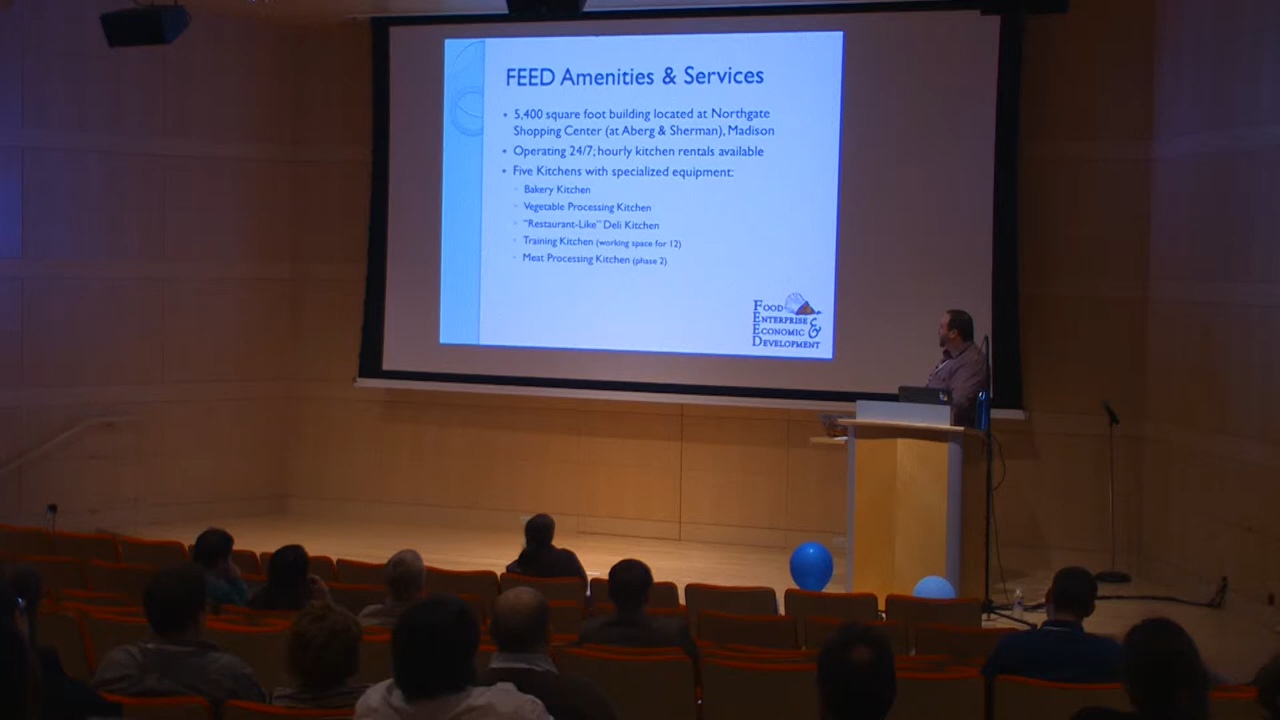 FEED Amenities & Services
• 5,400 square foot building located at Northgate
Shopping Center (at Aberg & Sherman), Madison
• Operating 24/7; hourly kitchen rentals available
• Five Kitchens with specialized equipment:
◦ Bakery Kitchen
◦ Vegetable Processing Kitchen
◦ "Restaurant-Like" Deli Kitchen
◦ Training Kitchen (working space for 12)
◦ Meat Processing Kitchen (phase 2)
FOOD
ENTERPRISE &
ECONOMIC
DEVELOPMENT